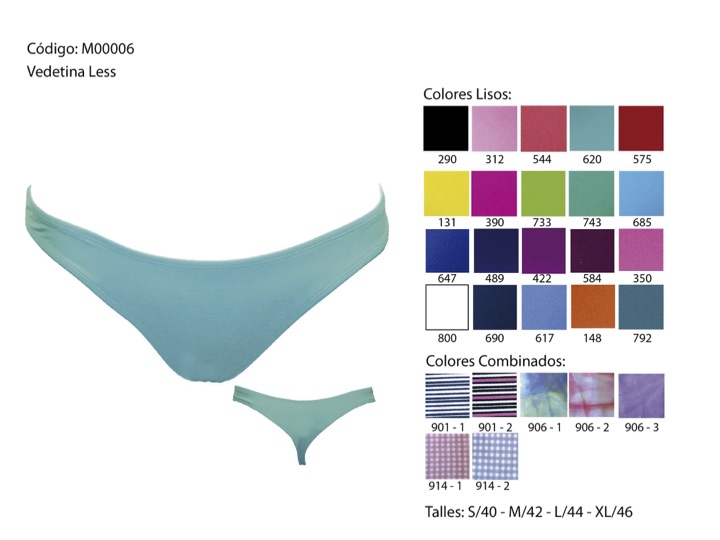 Código: M00006
Vedetina Less
Colores Lisos:
290 312 544 620 575
131 390 733 743 685
647 489 422 584 350
800 690 617 148 792
Colores Combinados:
901 - 1 901 - 2 906 - 1 906 - 2 906 - 3
914 - 1 914 - 2
Talles: S/40 - M/42 - L/44 - XL/46